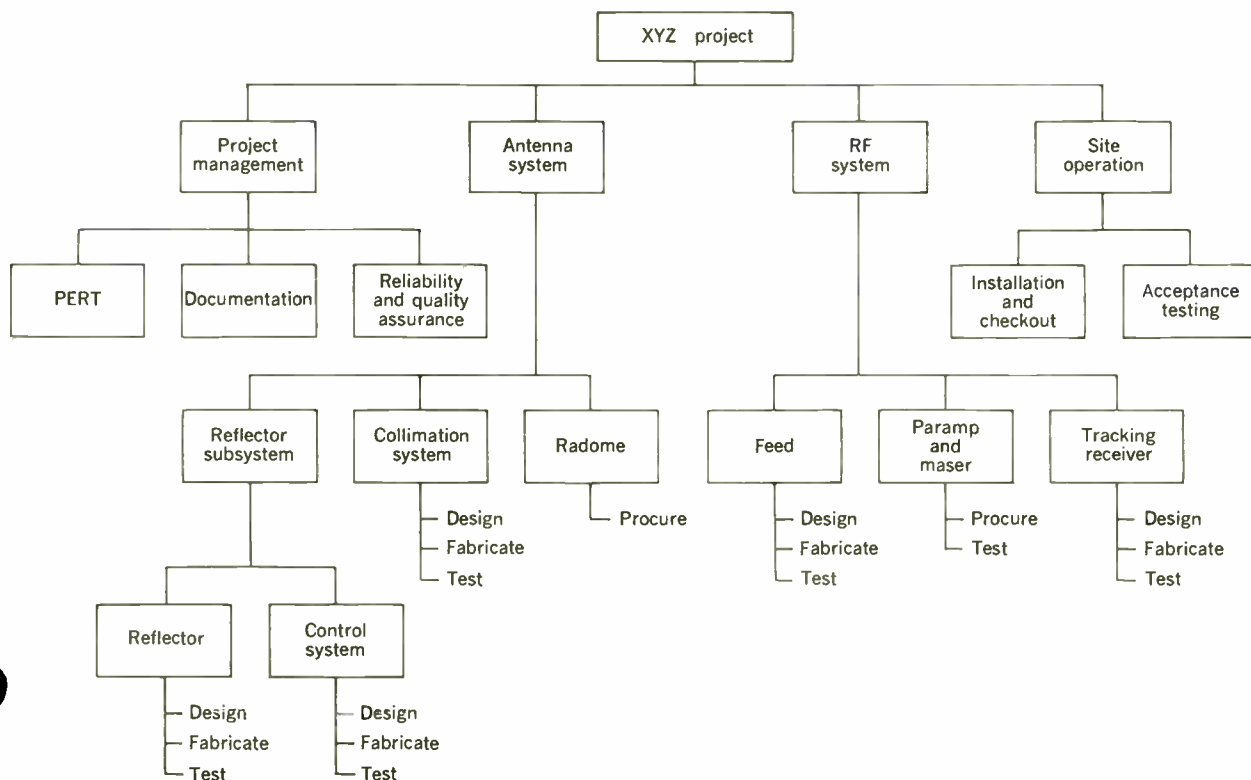 XYZ project
Project
management
Antenna
system
RF
system
Site
operation
PERT
Documentation
Reliability
and quality
assurance
Installation
and
checkout
Acceptance
testing
Reflector
subsystem
Collimation
system
Radome
Feed
Paramp
and
maser
Tracking
receiver
Design
Fabricate
Test
Procure
Design
Fabricate
Test
Procure
Test
Design
Fabricate
Test
Reflector
Control
system
Design
Fabricate
Test
Design
Fabricate
Test